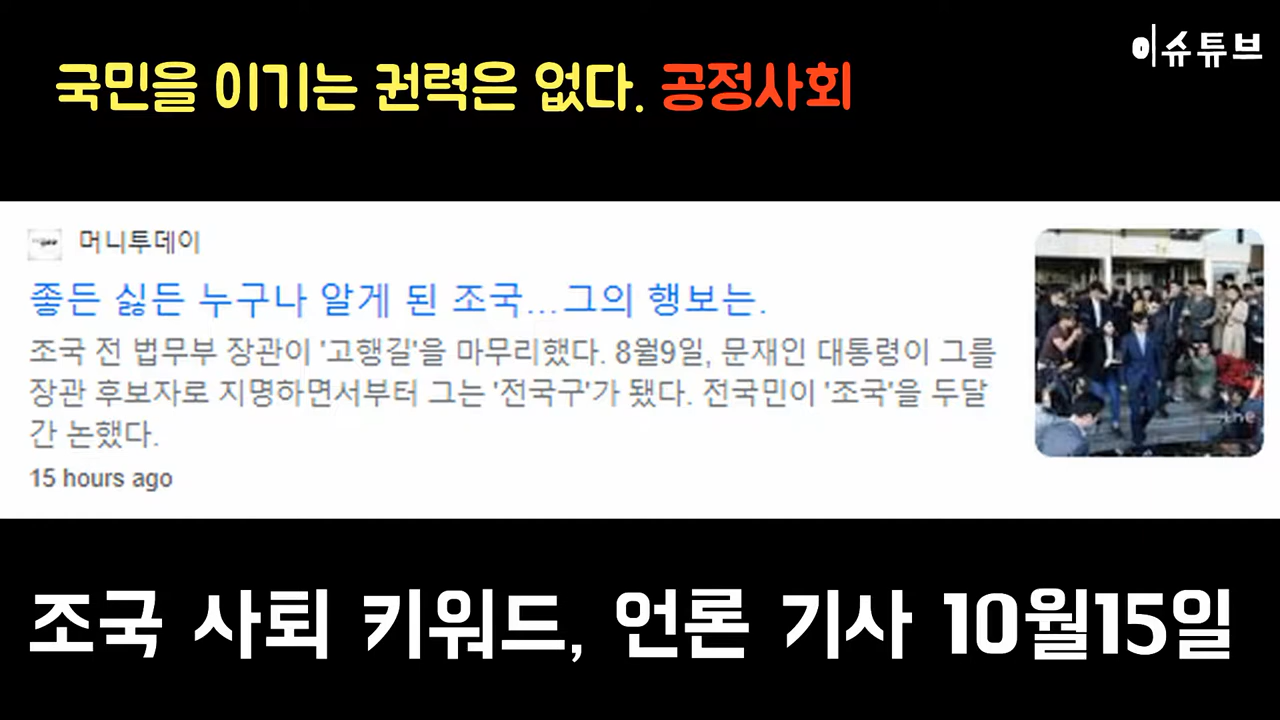 이슈튜브
국민을 이기는 권력은 없다. 공정사회
머니투데이
좋든 싫든 누구나 알게 된 조국...그의 행보는.
조국 전 법무부 장관이 '고행길'을 마무리했다. 8월9일, 문재인 대통령이 그를
장관 후보자로 지명하면서부터 그는 '전국구'가 됐다. 전국민이 '조국'을 두달
간 논했다.
15 hours ago
조국 사퇴 키워드, 언론 기사 10월15일